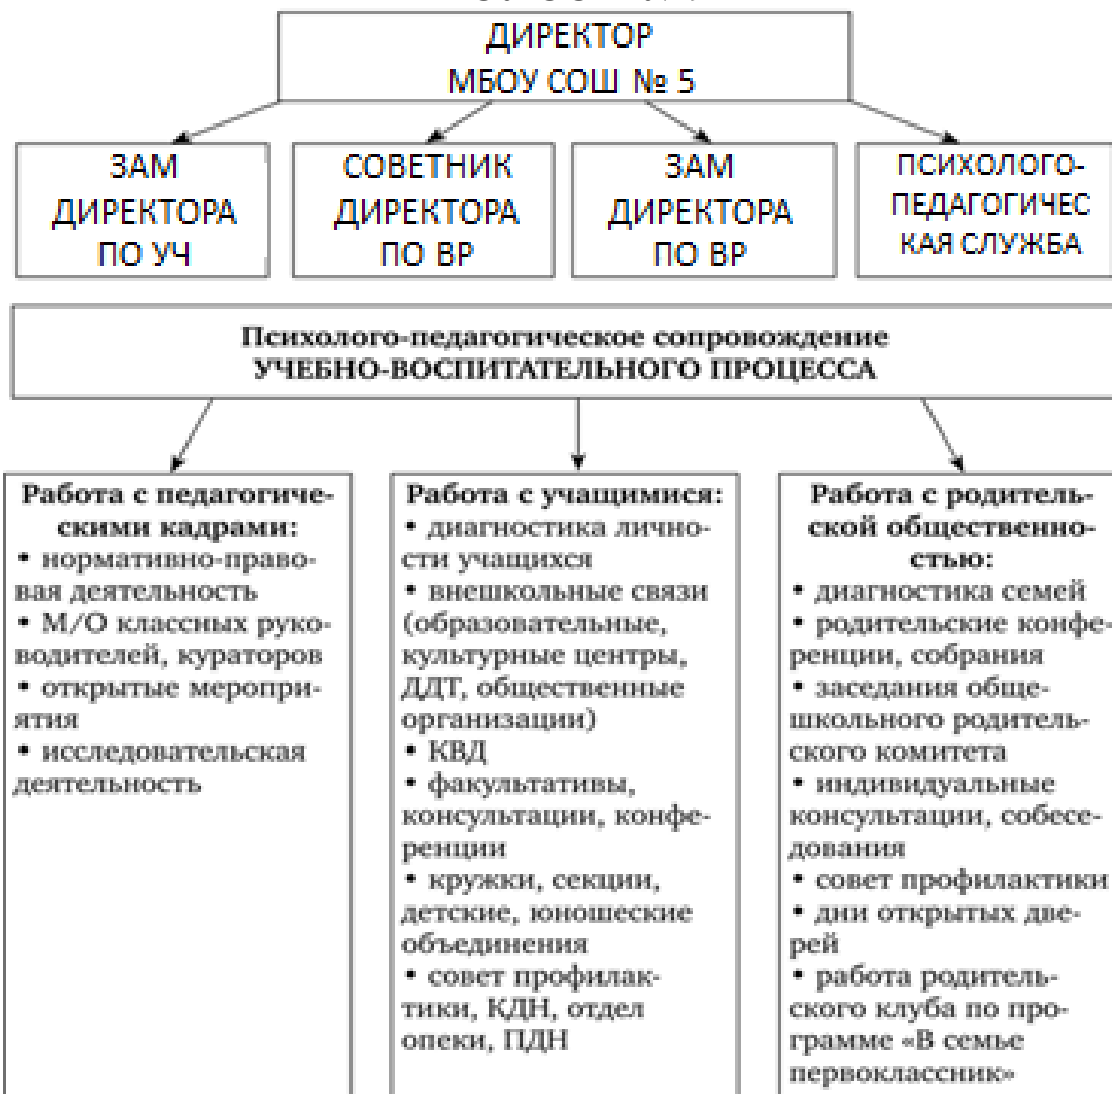 ДИРЕКТОР
МБОУ СОШ № 5
ЗАМ
ДИРЕКТОРА
ПО УЧ
СОВЕТНИК
ДИРЕКТОРА
ПО ВР
ЗАМ
ДИРЕКТОРА
ПО ВР
ПСИХОЛОГО-
ПЕДАГОГИЧЕС
КАЯ СЛУЖБА
Психолого-педагогическое сопровождение
УЧЕБНО-ВОСПИТАТЕЛЬНОГО ПРОЦЕССА
Работа с педагогиче-
скими кадрами:
• нормативно-право-
вая деятельность
• М/О классных руко-
водителей, кураторов
• открытые меропри-
ятия
• исследовательская
деятельность
Работа с учащимися:
• диагностика лично-
сти учащихся
• внешкольные связи
(образовательные,
культурные центры,
ДДТ, общественные
организации)
• КВД
• факультативы,
консультации, конфе-
ренции
• кружки, секции,
детские, юношеские
объединения
• совет профилак-
тики, КДН, отдел
опеки, ПДН
Работа с родитель-
ской общественно-
стью:
• диагностика семей
• родительские конфе-
ренции, собрания
• заседания обще-
школьного родитель-
ского комитета
• индивидуальные
консультации, собесе-
дования
• совет профилактики
• дни открытых две-
рей
• работа родитель-
ского клуба по про-
грамме «В семье
первоклассник»